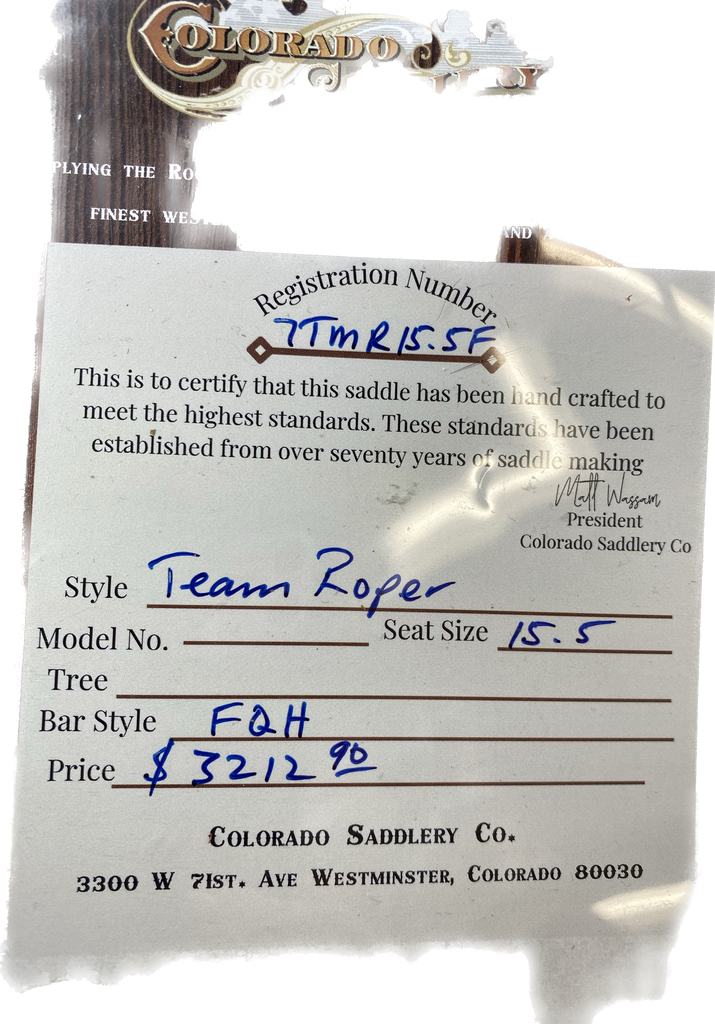 COLORADO
PLYING THE
FINEST
AND
Registration Number
7TMR15.5F
This is to certify that this saddle has been hand crafted to
meet the highest standards. These standards have been
established from over seventy years of saddle making
Matt Wassam
President
Colorado Saddlery Co
Style Team Roper
Model No. Seat Size 15.5
Tree
Bar Style FQH
Price $ 3212 90
COLORADO SADDLERY CO.
3300 W 71ST. AVE WESTMINSTER, COLORADO 80030